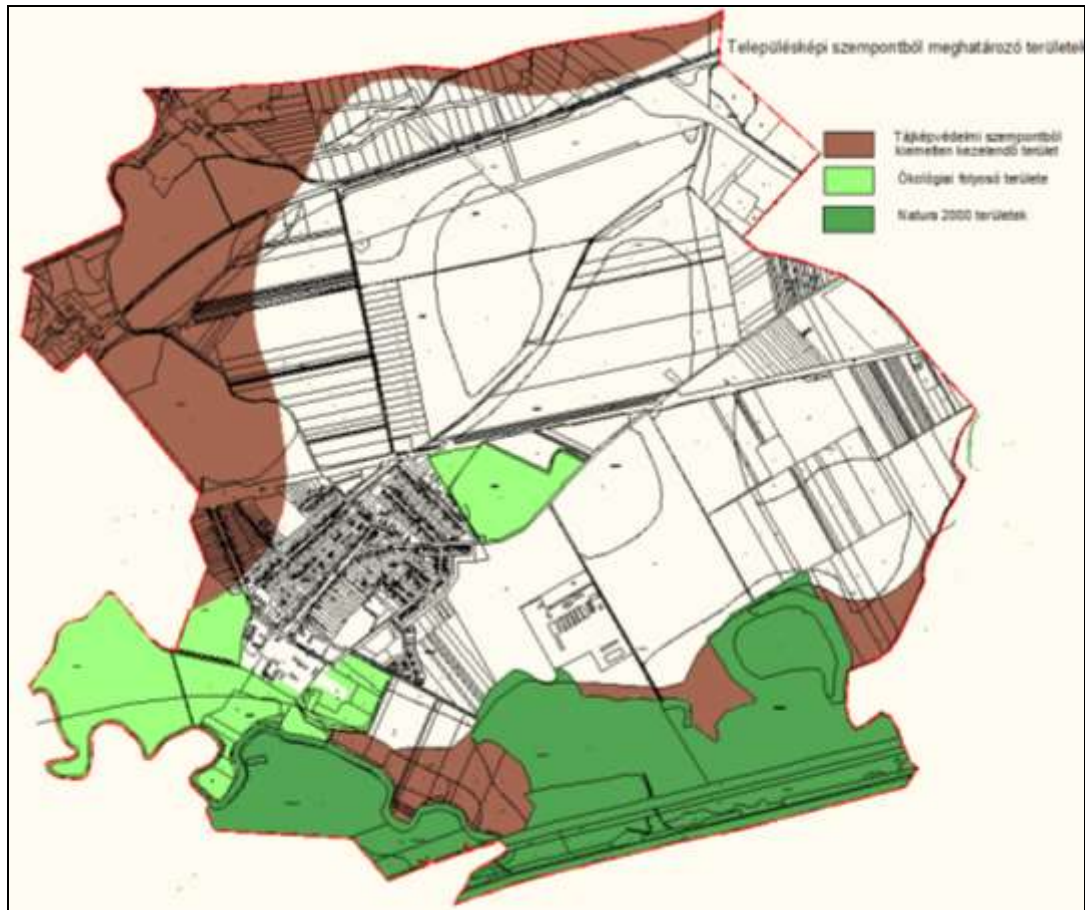 Településképi szempontból meghatározó területek
Tájképvédelmi szempontból
kiemelten kezelendő terület
Ökológiai folyosó területe
Natura 2000 területek